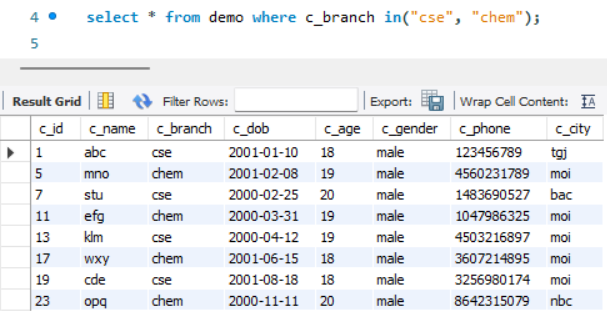 4 select * from demo where c_branch in("cse", "chem");
5
Result Grid Filter Rows: Export: Wrap Cell Content: IA
c_id c_name c_branch c_dob c_age c_gender c_phone c_city
1 abc cse 2001-01-10 18 male 123456789 tgj
5 mno chem 2001-02-08 19 male 4560231789 moi
7 stu cse 2000-02-25 20 male 1483690527 bac
11 efg chem 2000-03-31 19 male 1047986325 moi
13 klm cse 2000-04-12 19 male 4503216897 moi
17 wxy chem 2001-06-15 18 male 3607214895 moi
19 cde cse 2001-08-18 18 male 3256980174 moi
23 opq chem 2000-11-11 20 male 8642315079 nbc